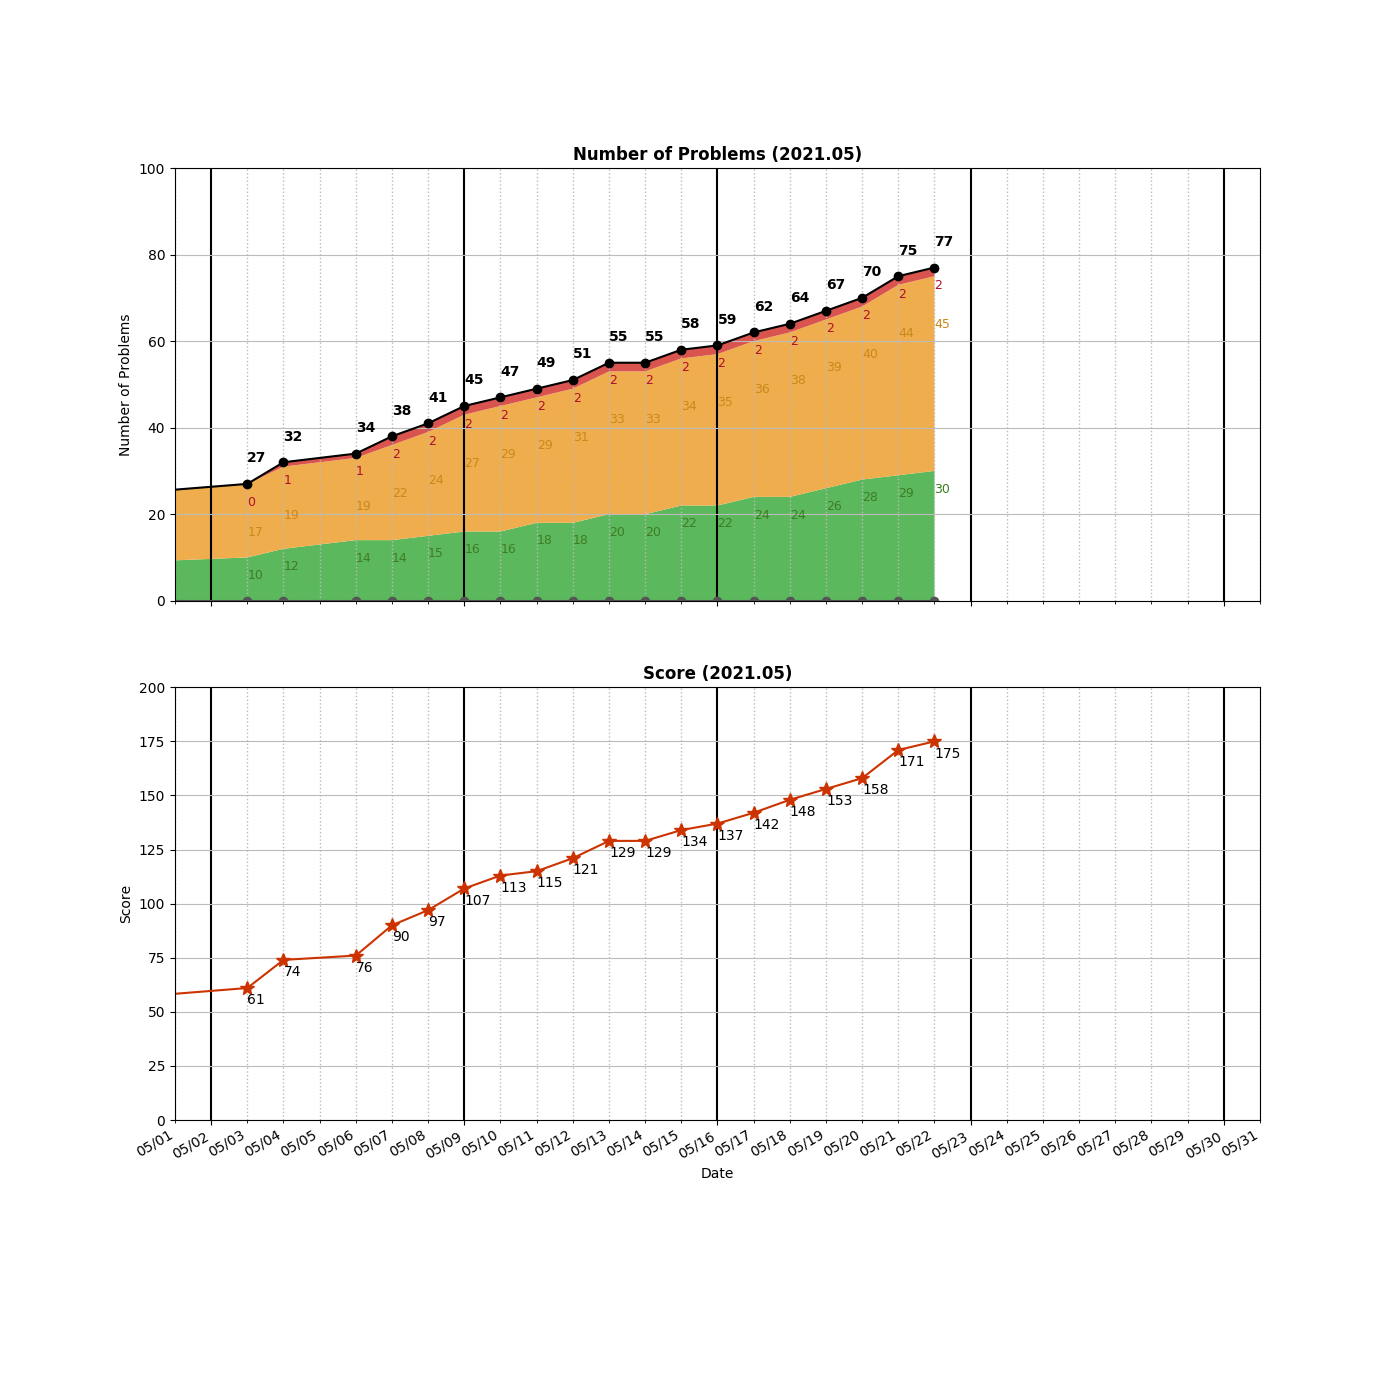 Number of Problems (2021.05)
Number of Problems
100
80
60
40
20
0
27 32 34 38 41 45 47 49 51 55 55 58 59 62 64 67 70 75 77
0 1 1 2 2 2 2 2 2 2 2 2 2 2 2 2 2 2 2
17 19 19 22 24 27 29 29 31 33 33 34 35 36 38 39 40 44 45
10 12 14 14 15 16 16 18 18 20 20 22 22 24 24 26 28 29 30
Score (2021.05)
Score
200
175
150
125
100
75
50
25
0
61 74 76 90 97 107 113 115 121 129 129 134 137 142 148 153 158 171 175
05/01 05/02 05/03 05/04 05/05 05/06 05/07 05/08 05/09 05/10 05/11 05/12 05/13 05/14 05/15 05/16 05/17 05/18 05/19 05/20 05/21 05/22 05/23 05/24 05/25 05/26 05/27 05/28 05/29 05/30 05/31
Date